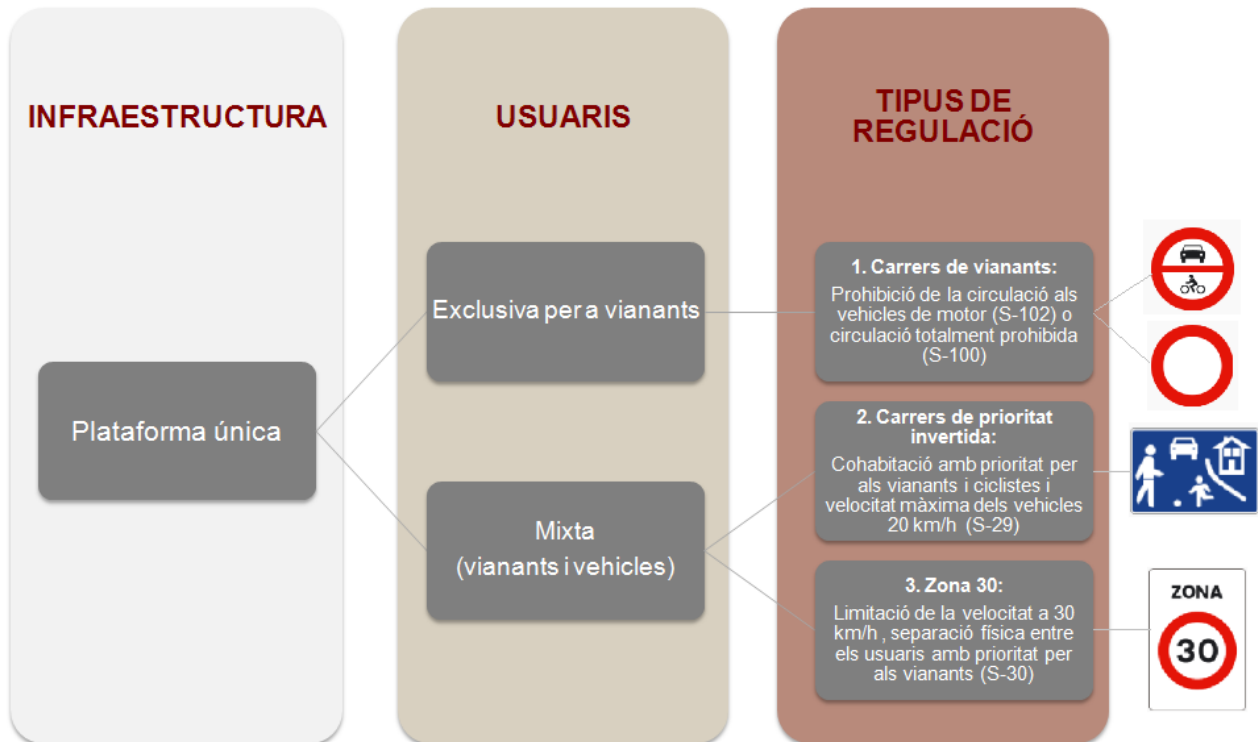 INFRAESTRUCTURA
USUARIS
TIPUS DE
REGULACIÓ
Plataforma única
Exclusiva per a vianants
Mixta
(vianants i vehicles)
1. Carrers de vianants:
Prohibició de la circulació als
vehicles de motor (S-102) o
circulació totalment prohibida
(S-100)
2. Carrers de prioritat
invertida:
Cohabitació amb prioritat per
als vianants i ciclistes i
velocitat màxima dels vehicles
20 km/h (S-29)
3. Zona 30:
Limitació de la velocitat a 30
km/h , separació física entre
els usuaris amb prioritat per
als vianants (S-30)
ZONA
30